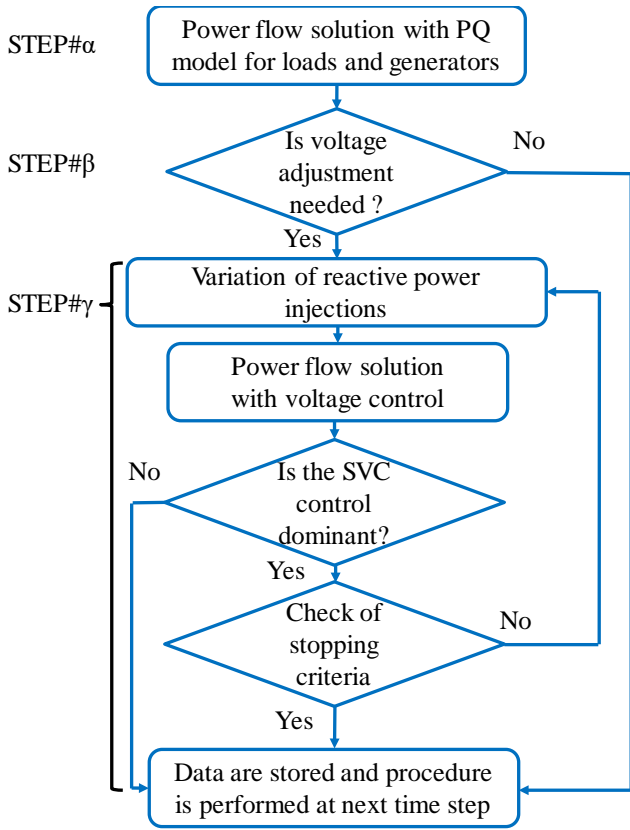 STEP#α
Power flow solution with PQ
model for loads and generators
STEP#β
Is voltage
adjustment
needed ?
No
Yes
STEP#γ
Variation of reactive power
injections
Power flow solution
with voltage control
No
Is the SVC
control
dominant?
Yes
Check of
stopping
criteria
No
Yes
Data are stored and procedure
is performed at next time step